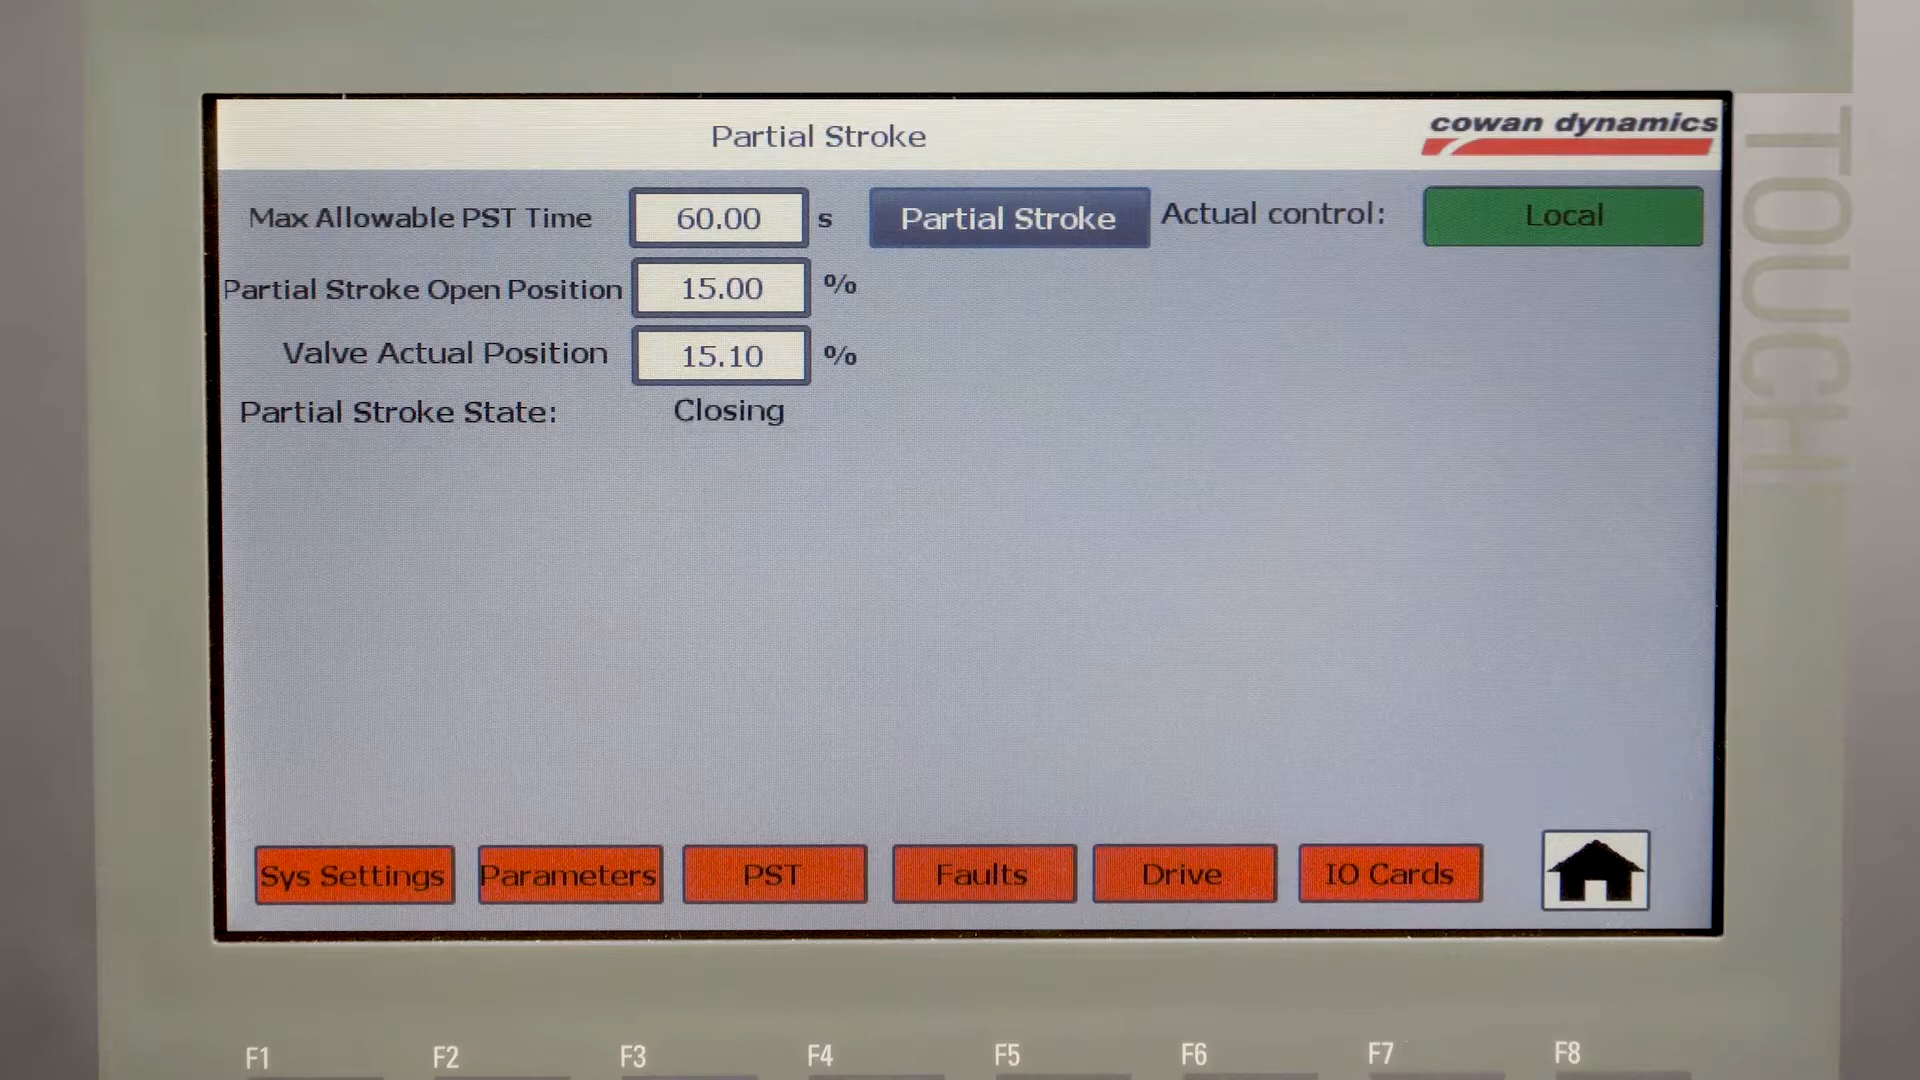 Partial Stroke
cowan dynamics
Max Allowable PST Time 60.00 s Partial Stroke Actual control: Local
Partial Stroke Open Position 15.00 %
Valve Actual Position 15.10 %
Partial Stroke State: Closing
Sys Settings Parameters PST Faults Drive IO Cards
TOUCH
F1 F2 F3 F4 F5 F6 F7 F8